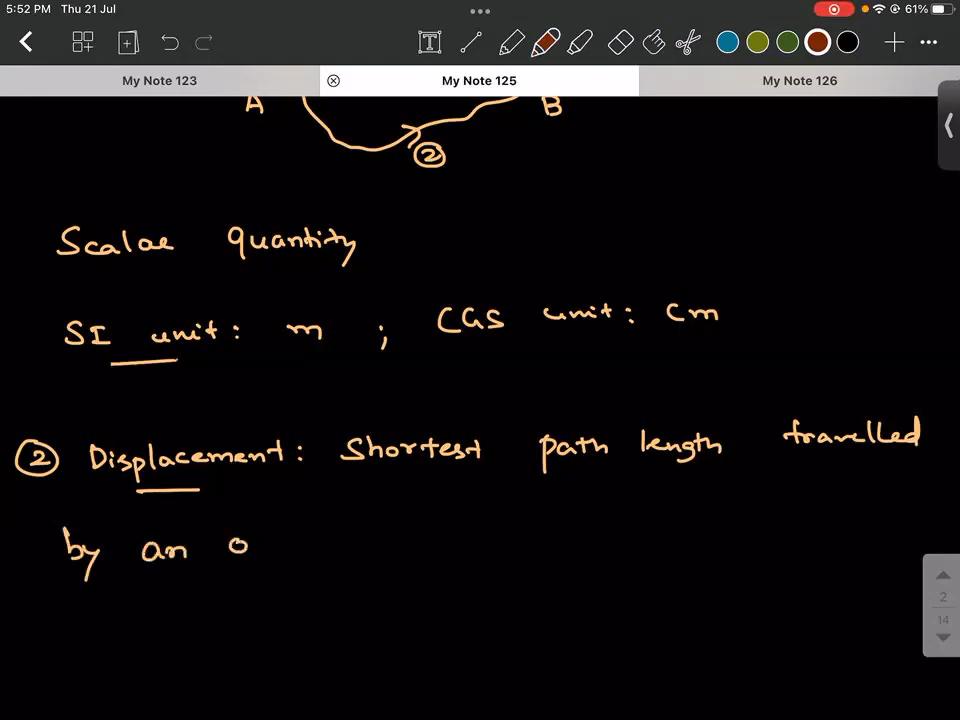 5:52 PM Thu 21 Jul
61%
My Note 123
My Note 125
My Note 126
A B
2
Scalar quantity
SI unit: m ; CGS unit: cm
2 Displacement: Shortest path length travelled
by an o
2
14